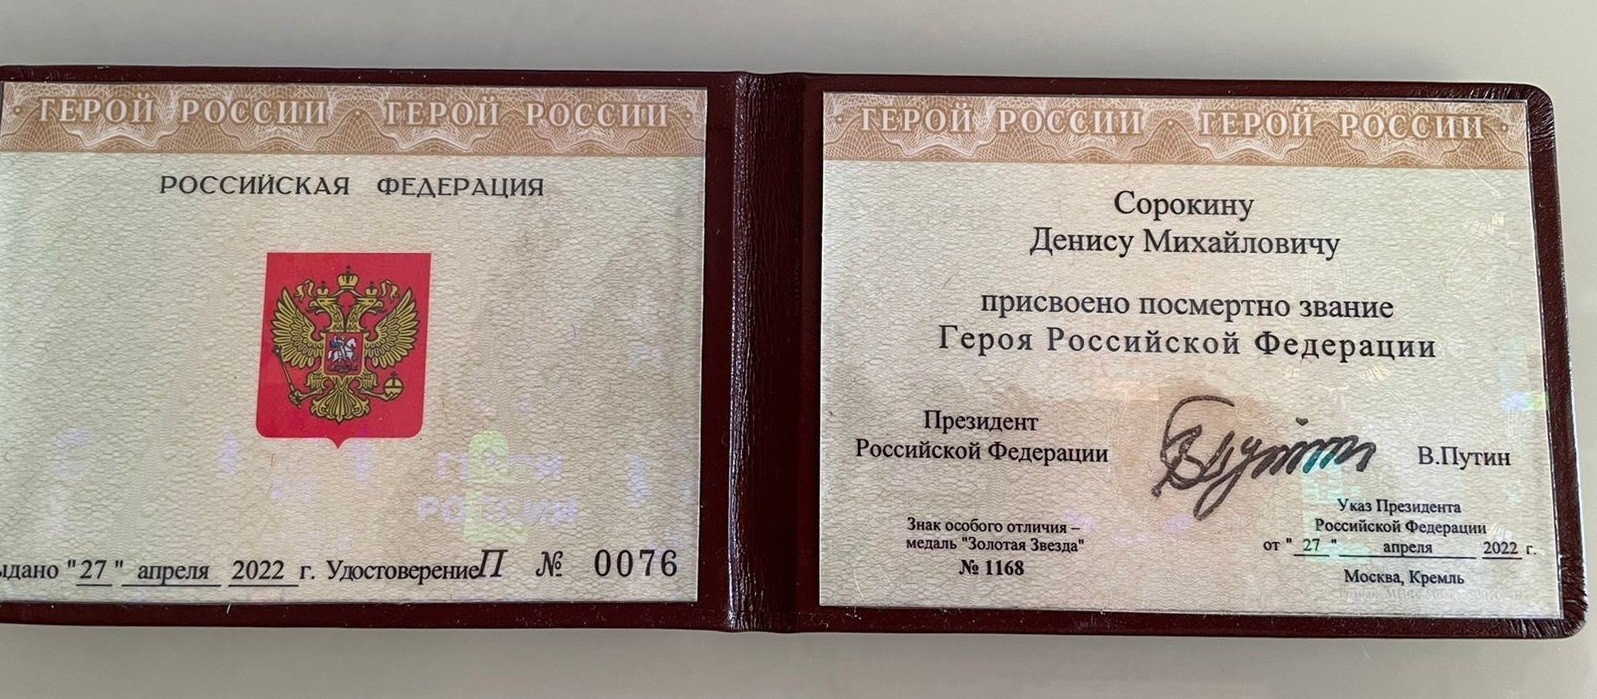 ГЕРОЙ РОССИИ · ГЕРОЙ РОССИИ
РОССИЙСКАЯ ФЕДЕРАЦИЯ
"27" апреля 2022 г. Удостоверение П № 0076
ГЕРОЙ РОССИИ · ГЕРОЙ РОССИИ
Сорокину
Денису Михайловичу
присвоено посмертно звание
Героя Российской Федерации
Президент
Российской Федерации
В.Путин
Знак особого отличия –
медаль "Золотая Звезда"
№ 1168
Указ Президента
Российской Федерации
от "27" апреля 2022 г.
Москва, Кремль